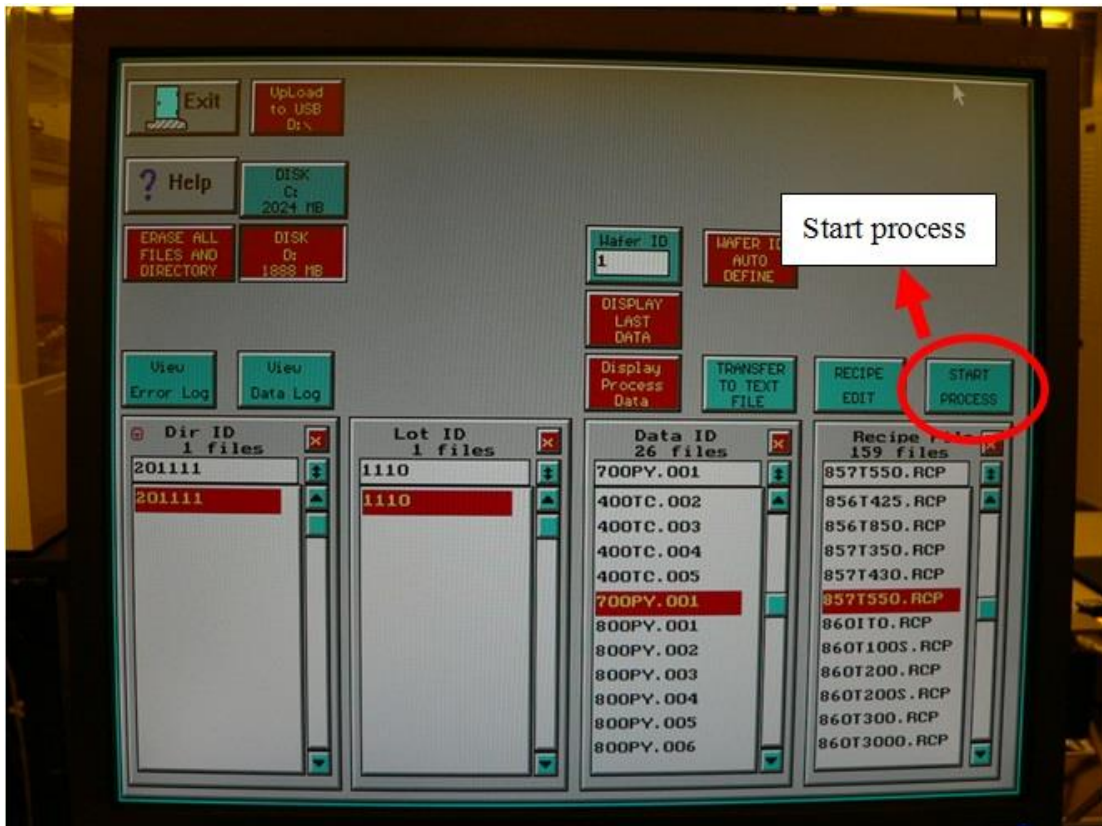 Exit
UpLoad
to USB
D:\
? Help
DISK
C:
2024 MB
ERASE ALL
FILES AND
DIRECTORY
DISK
D:
1888 MB
Wafer ID
1
WAFER ID
AUTO
DEFINE
Start process
DISPLAY
LAST
DATA
View
Error Log
View
Data Log
Display
Process
Data
TRANSFER
TO TEXT
FILE
RECIPE
EDIT
START
PROCESS
Dir ID
1 files
201111
201111
Lot ID
1 files
1110
1110
Data ID
26 files
700PY.001
400TC.002
400TC.003
400TC.004
400TC.005
700PY.001
800PY.001
800PY.002
800PY.003
800PY.004
800PY.005
800PY.006
Recipe
159 files
857T550.RCP
856T425.RCP
856T850.RCP
857T350.RCP
857T430.RCP
857T550.RCP
860ITO.RCP
860T100S.RCP
860T200.RCP
860T200S.RCP
860T300.RCP
860T3000.RCP